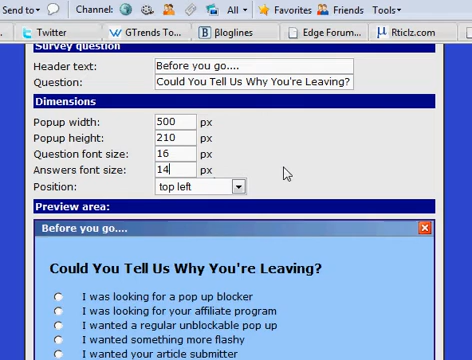 Send to Channel: All Favorites Friends Tools
Twitter GTrends To... Bloglines Edge Forum... Rticlz.com
Survey question
Header text: Before you go....
Question: Could You Tell Us Why You're Leaving?
Dimensions
Popup width: 500 px
Popup height: 210 px
Question font size: 16 px
Answers font size: 14 px
Position: top left
Preview area:
Before you go....
Could You Tell Us Why You're Leaving?
I was looking for a pop up blocker
I was looking for your affiliate program
I wanted a regular unblockable pop up
I wanted something more flashy
I wanted your article submitter